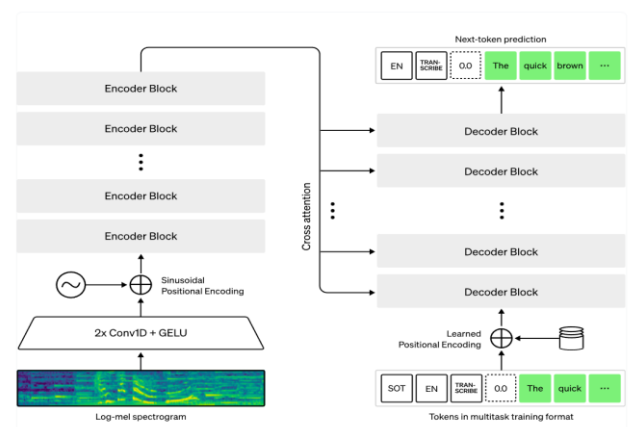 Next-token prediction
EN TRAN-SCRIBE 0.0 The quick brown ...
Encoder Block
Encoder Block
Encoder Block
Encoder Block
Sinusoidal
Positional Encoding
2x Conv1D + GELU
Log-mel spectrogram
Cross attention
Decoder Block
Decoder Block
Decoder Block
Decoder Block
Learned
Positional Encoding
SOT EN TRAN-SCRIBE 0.0 The quick ...
Tokens in multitask training format